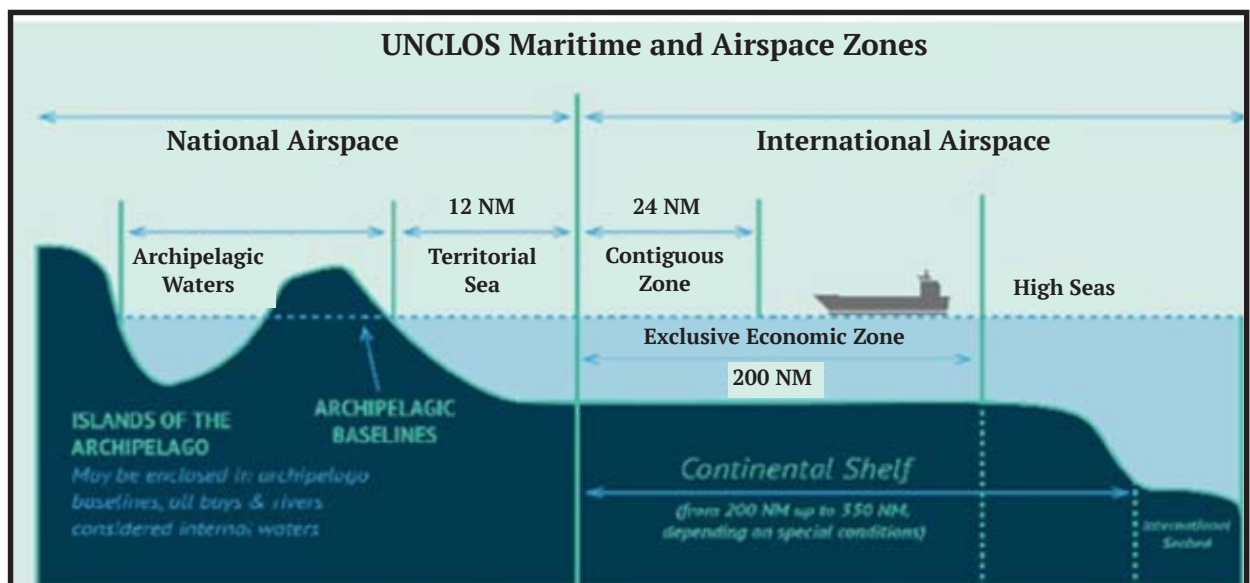 UNCLOS Maritime and Airspace Zones
National Airspace
International Airspace
12 NM
24 NM
Archipelagic
Waters
Territorial
Sea
Contiguous
Zone
High Seas
Exclusive Economic Zone
200 NM
ISLANDS OF THE
ARCHIPELAGO
May be enclosed in archipelago
baselines, all bays & rivers
considered internal waters
ARCHIPELAGIC
BASELINES
Continental Shelf
(from 200 NM up to 350 NM,
depending on special conditions)
International
Seabed